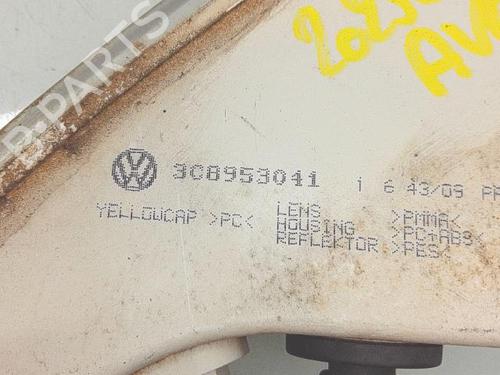 B-PARTS
3C8953041 i 6 43/09
YELLOWCAP >PC<
LENS >PMMA<
HOUSING >PC+ABS<
REFLEKTOR >PES<